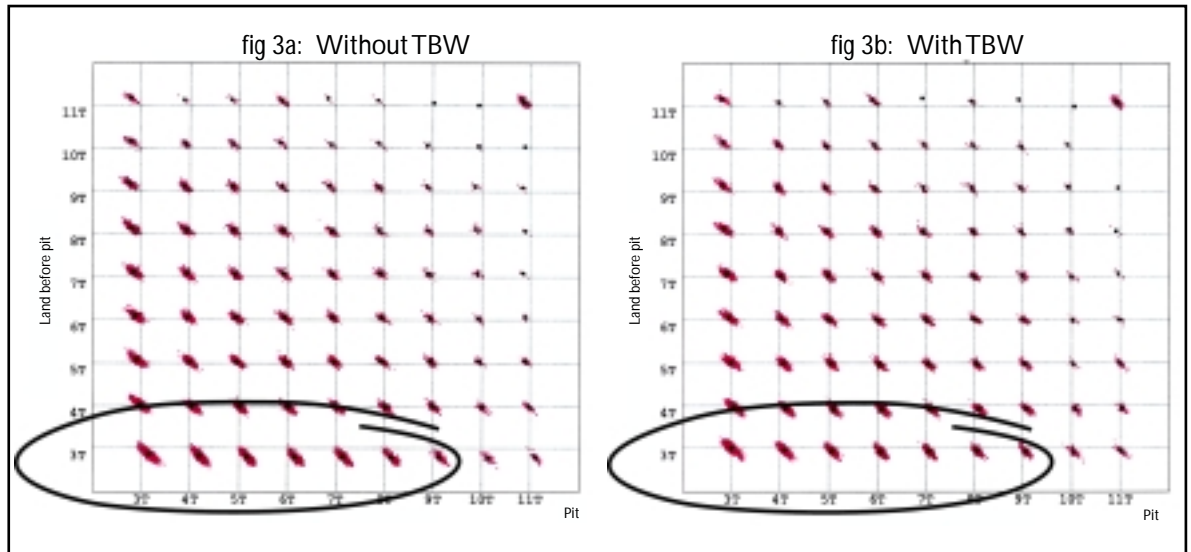 fig 3a: Without TBW
11T
10T
9T
8T
7T
6T
5T
4T
3T
Land before pit
3T 4T 5T 6T 7T 8T 9T 10T 11T
Pit
fig 3b: With TBW
11T
10T
9T
8T
7T
6T
5T
4T
3T
Land before pit
3T 4T 5T 6T 7T 8T 9T 10T 11T
Pit